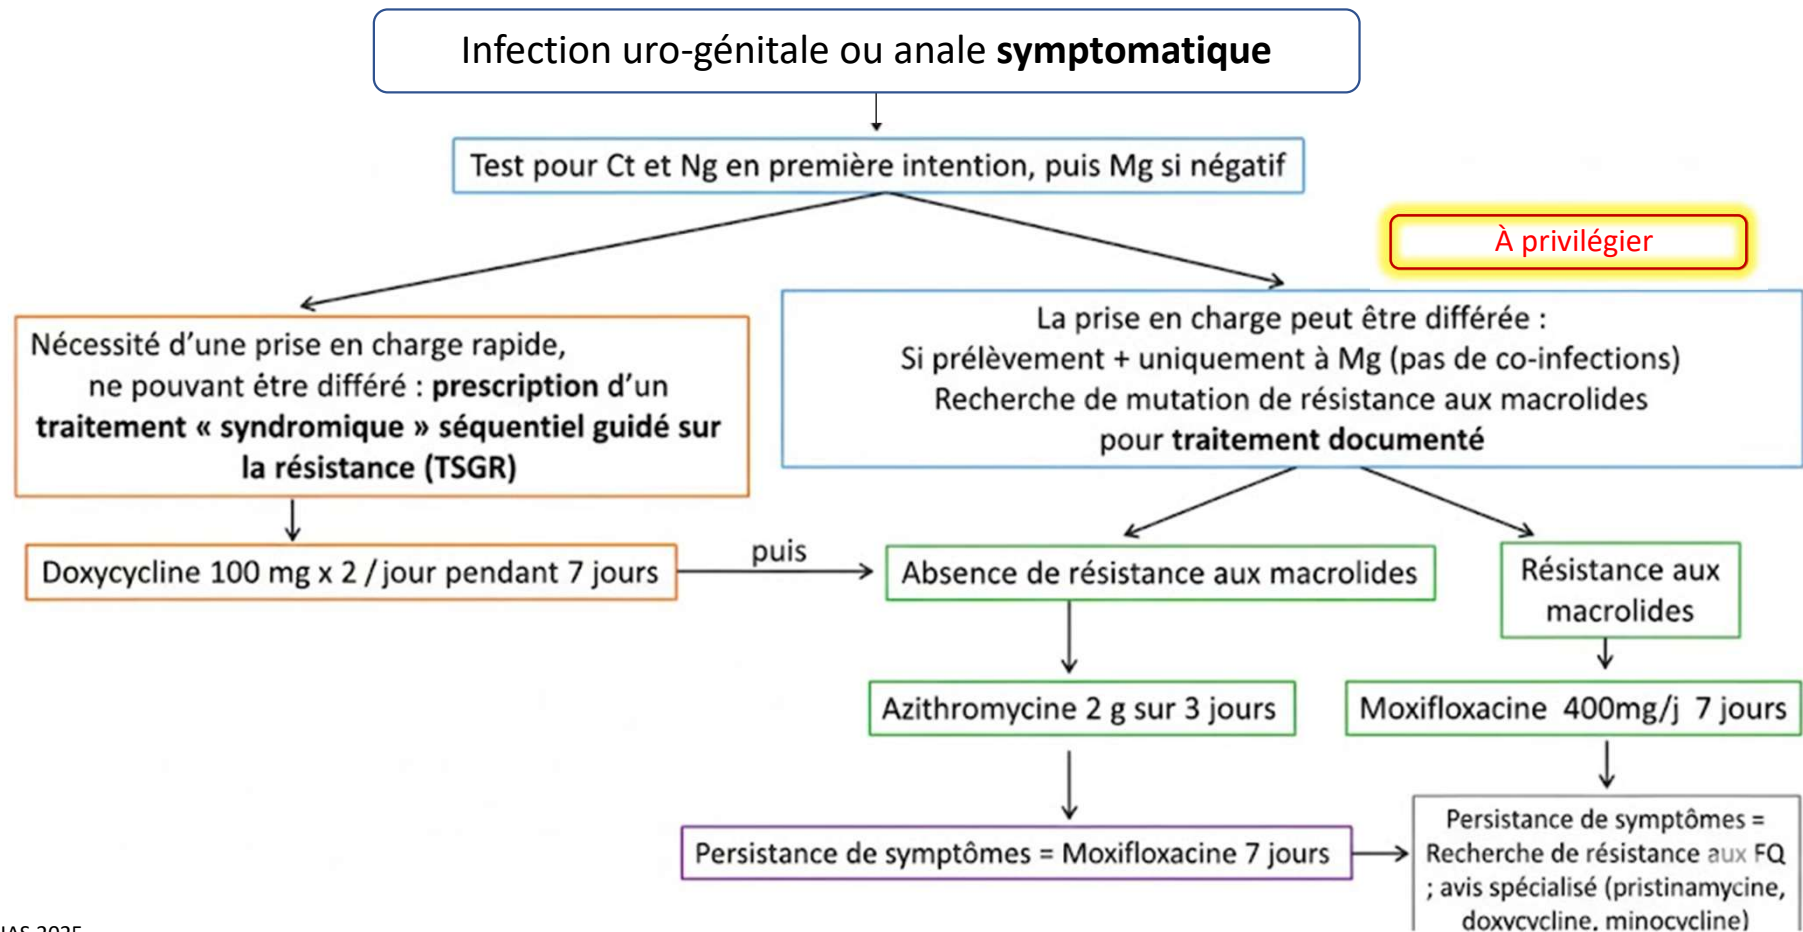 Infection uro-génitale ou anale symptomatique
Test pour Ct et Ng en première intention, puis Mg si négatif
À privilégier
Nécessité d'une prise en charge rapide,
ne pouvant être différé : prescription d'un
traitement « syndromique » séquentiel guidé sur
la résistance (TSGR)
La prise en charge peut être différée :
Si prélèvement + uniquement à Mg (pas de co-infections)
Recherche de mutation de résistance aux macrolides
pour traitement documenté
Doxycycline 100 mg x 2 / jour pendant 7 jours
puis
Absence de résistance aux macrolides
Résistance aux
macrolides
Azithromycine 2 g sur 3 jours
Moxifloxacine 400mg/j 7 jours
Persistance de symptômes = Moxifloxacine 7 jours
Persistance de symptômes =
Recherche de résistance aux FQ
; avis spécialisé (pristinamycine,
doxycycline, minocycline)